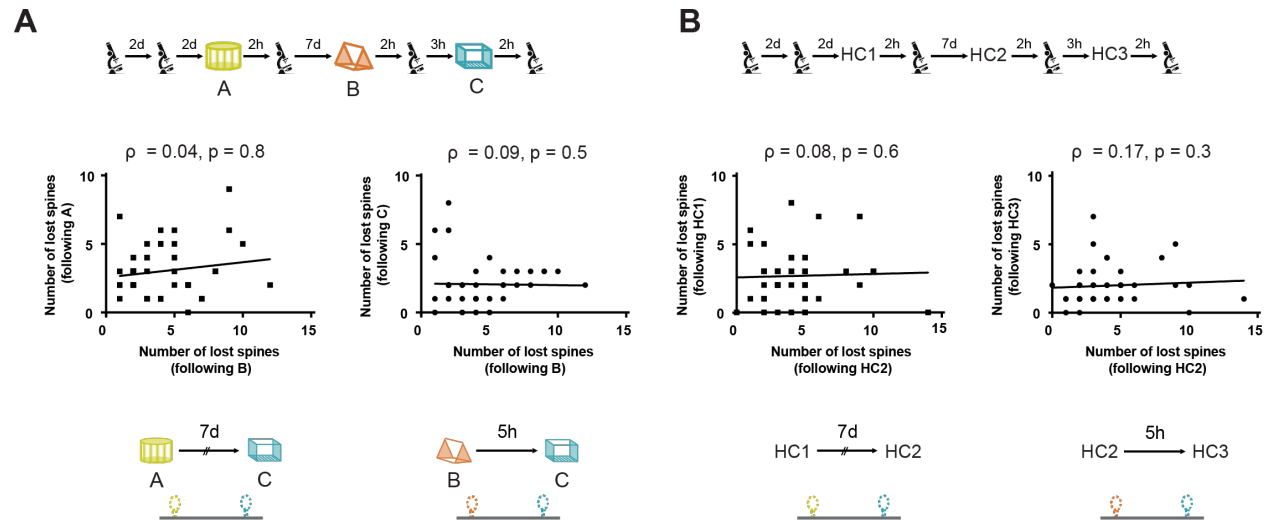 A
2d 2d 2h 7d 2h 3h 2h
A B C
ρ = 0.04, p = 0.8
Number of lost spines
(following A)
10
5
0
0 5 10 15
Number of lost spines
(following B)
ρ = 0.09, p = 0.5
Number of lost spines
(following C)
10
5
0
0 5 10 15
Number of lost spines
(following B)
7d
A C
5h
B C
B
2d 2d HC1 2h 7d HC2 2h 3h HC3 2h
ρ = 0.08, p = 0.6
Number of lost spines
(following HC1)
10
5
0
0 5 10 15
Number of lost spines
(following HC2)
ρ = 0.17, p = 0.3
Number of lost spines
(following HC3)
10
5
0
0 5 10 15
Number of lost spines
(following HC2)
7d
HC1 HC2
5h
HC2 HC3